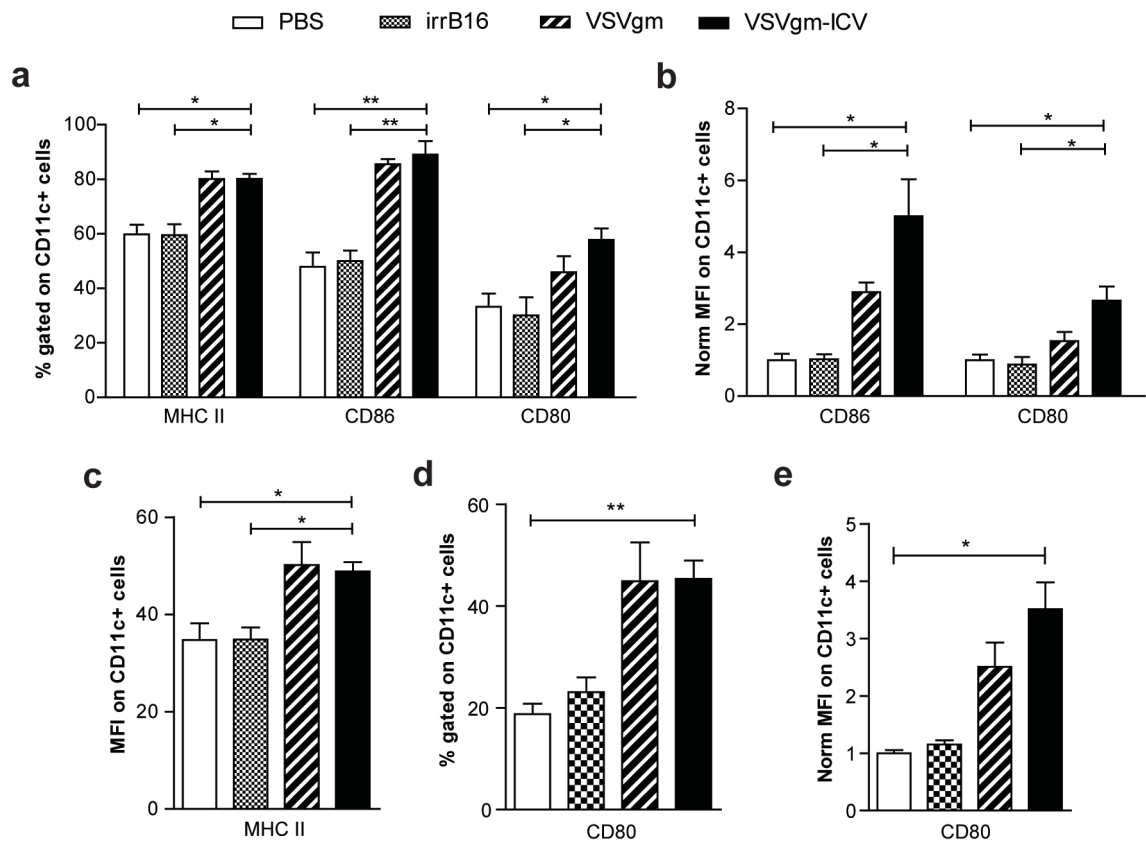 PBS irrB16 VSVgm VSVgm-ICV
a
% gated on CD11c+ cells
100
80
60
40
20
0
* * ** ** * *
MHC II CD86 CD80
b
Norm MFI on CD11c+ cells
8
6
4
2
0
* * * *
CD86 CD80
c
MFI on CD11c+ cells
60
40
20
0
*
*
MHC II
d
% gated on CD11c+ cells
60
40
20
0
**
CD80
e
Norm MFI on CD11c+ cells
5
4
3
2
1
0
*
CD80